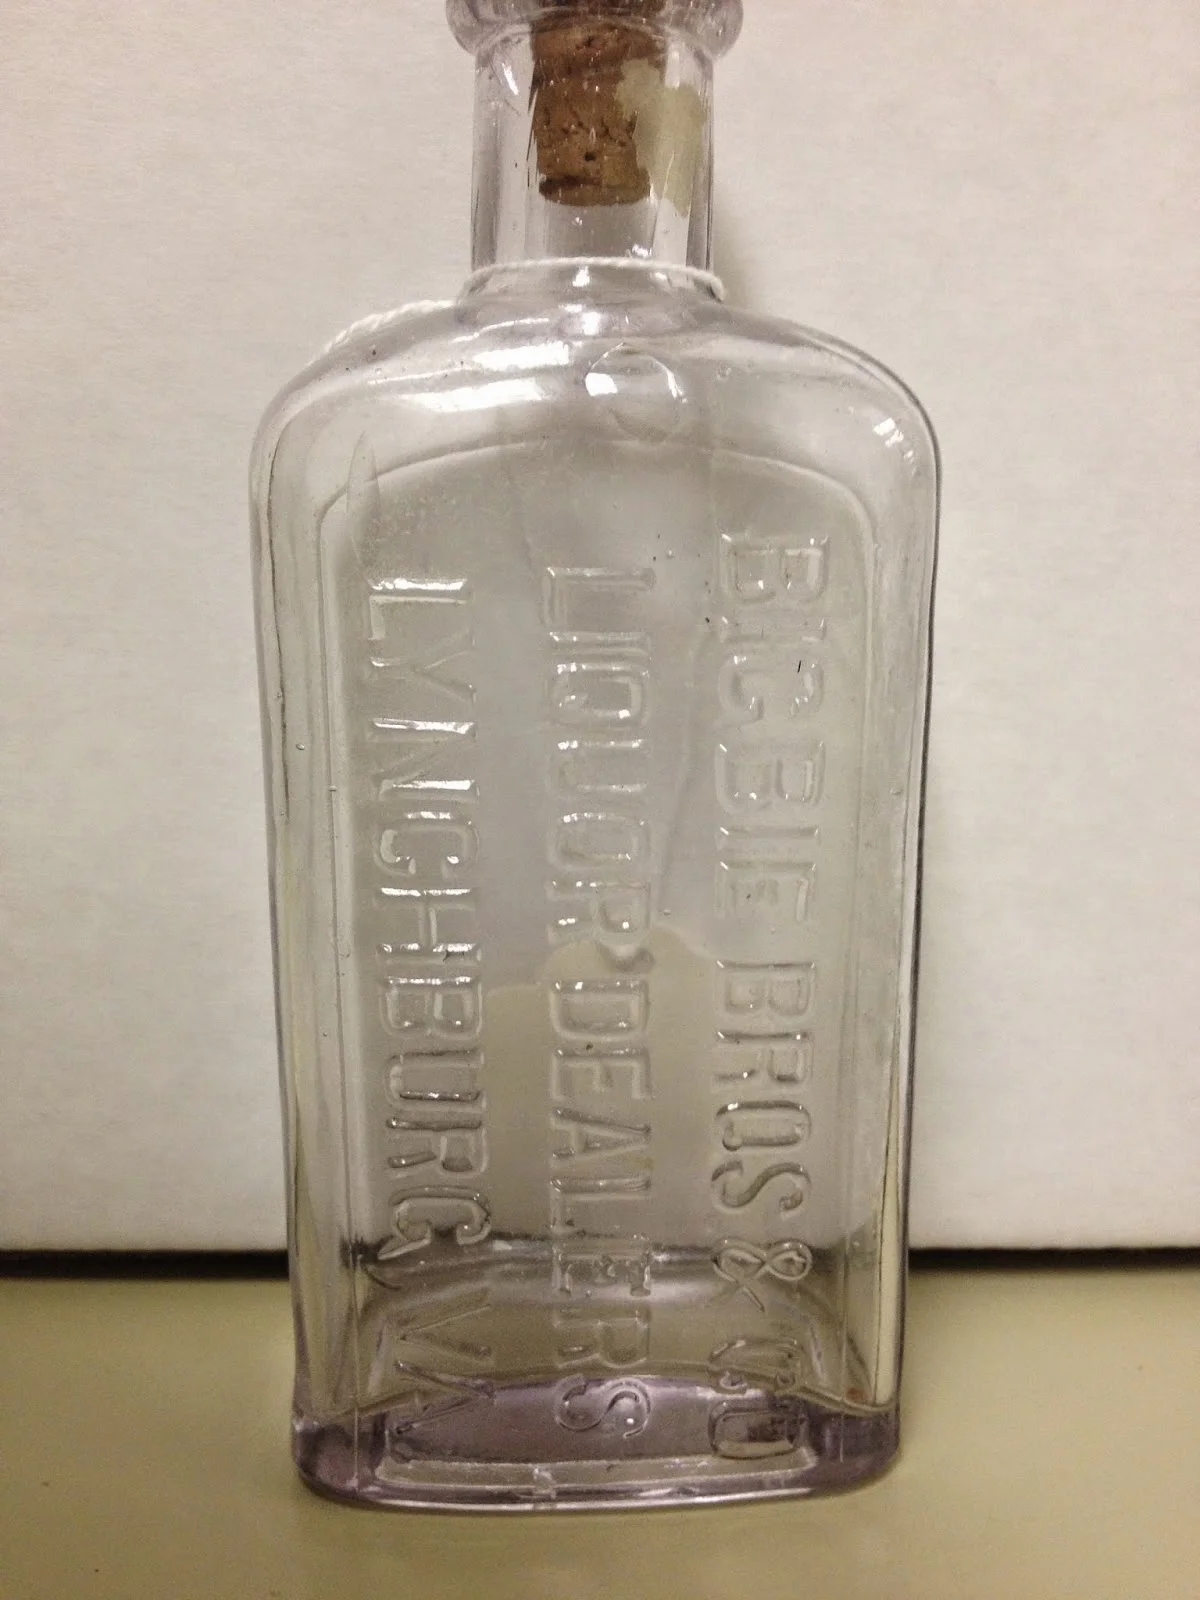 BIGBIE BROS & CO
LIQUOR DEALERS
LYNCHBURG, VA.